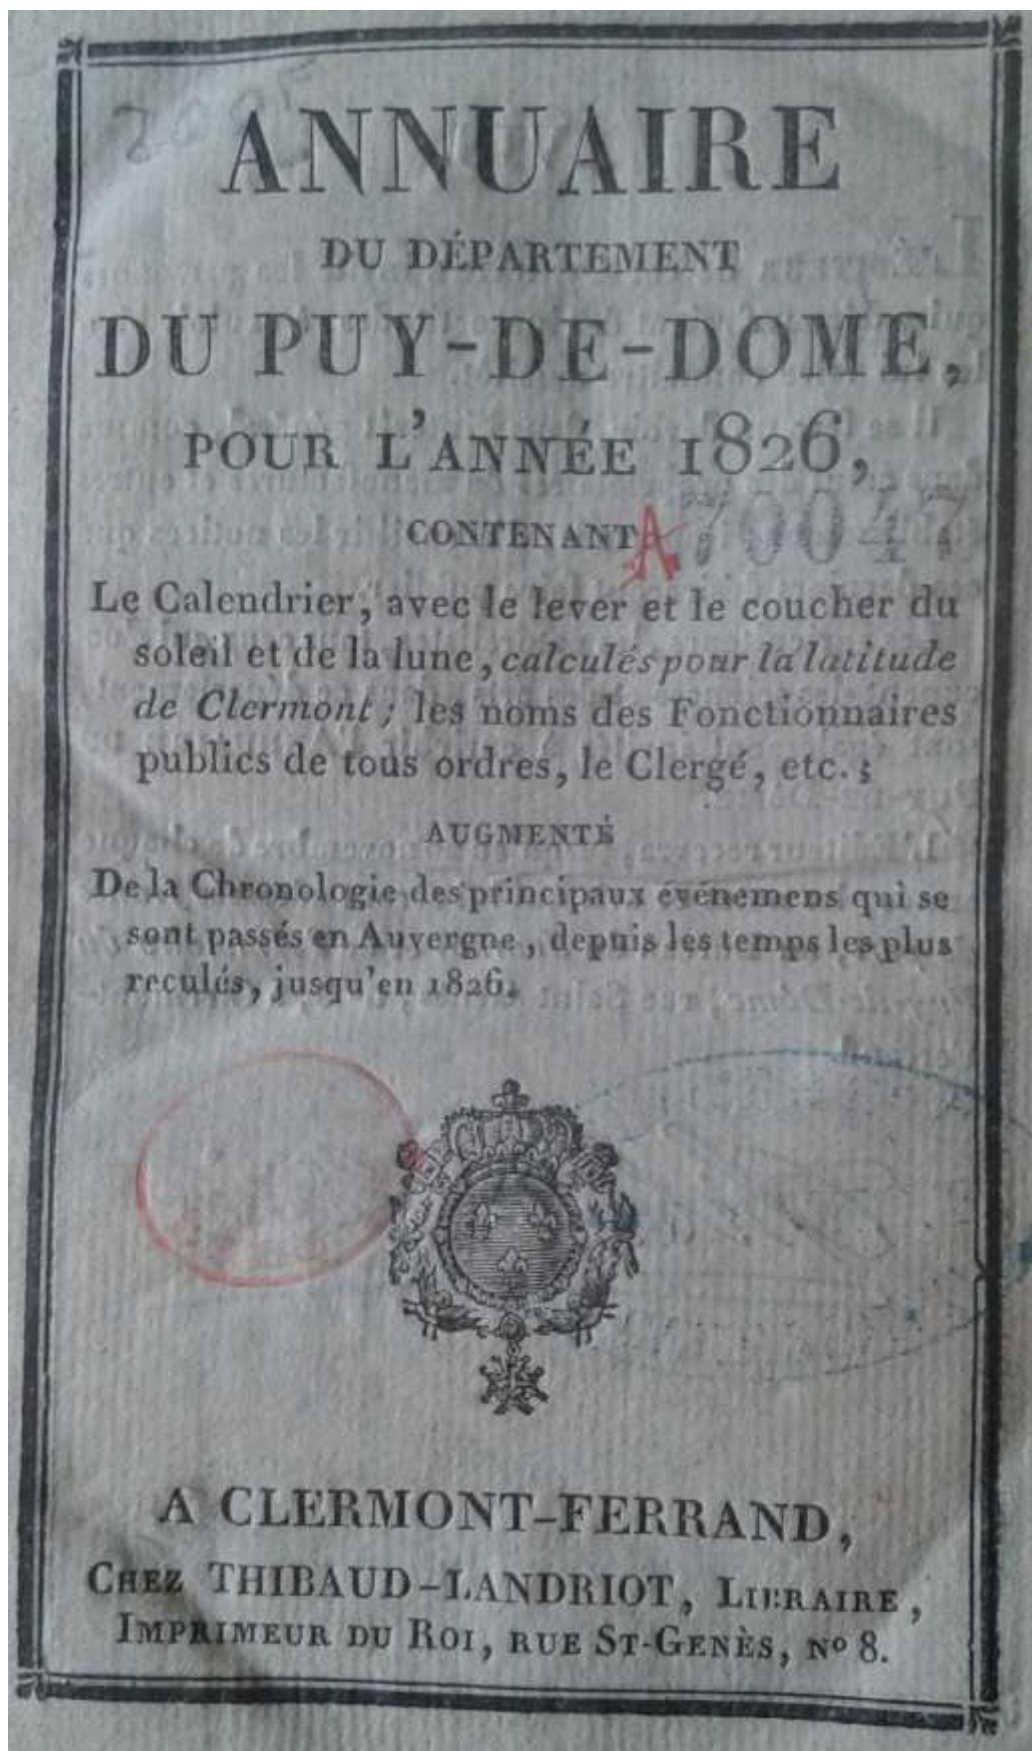 ANNUAIRE
DU DÉPARTEMENT
DU PUY-DE-DOME,
POUR L'ANNÉE 1826,
CONTENANT A 70047
Le Calendrier, avec le lever et le coucher du
soleil et de la lune, calculés pour la latitude
de Clermont; les noms des Fonctionnaires
publics de tous ordres, le Clergé, etc.;
AUGMENTÉ
De la Chronologie des principaux événemens qui se
sont passés en Auvergne, depuis les temps les plus
reculés, jusqu'en 1826.
A CLERMONT-FERRAND,
CHEZ THIBAUD-LANDRIOT, LIBRAIRE,
IMPRIMEUR DU ROI, RUE ST-GENÈS, Nº 8.